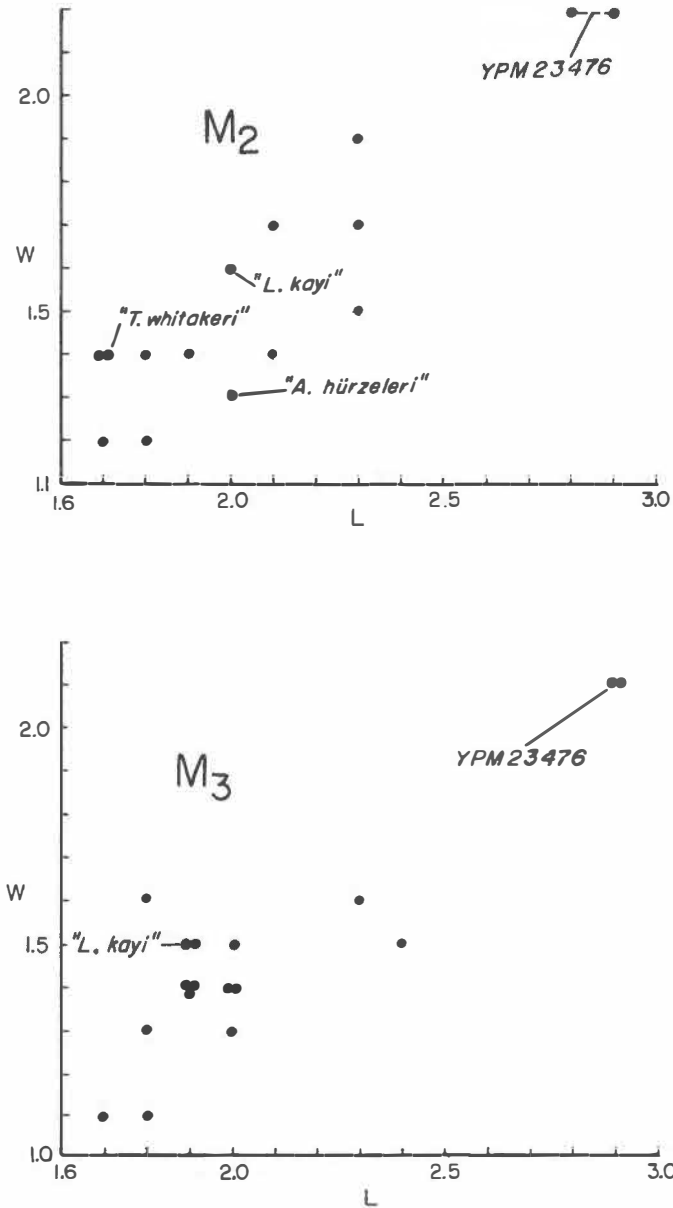 YPM 23476
2.0
M2
W
"L. kayi"
1.5
"T. whitakeri"
"A. hürzeleri"
1.1
1.6 2.0 2.5 3.0
L
2.0
YPM 23476
M3
W
"L. kayi"
1.5
1.0
1.6 2.0 2.5 3.0
L